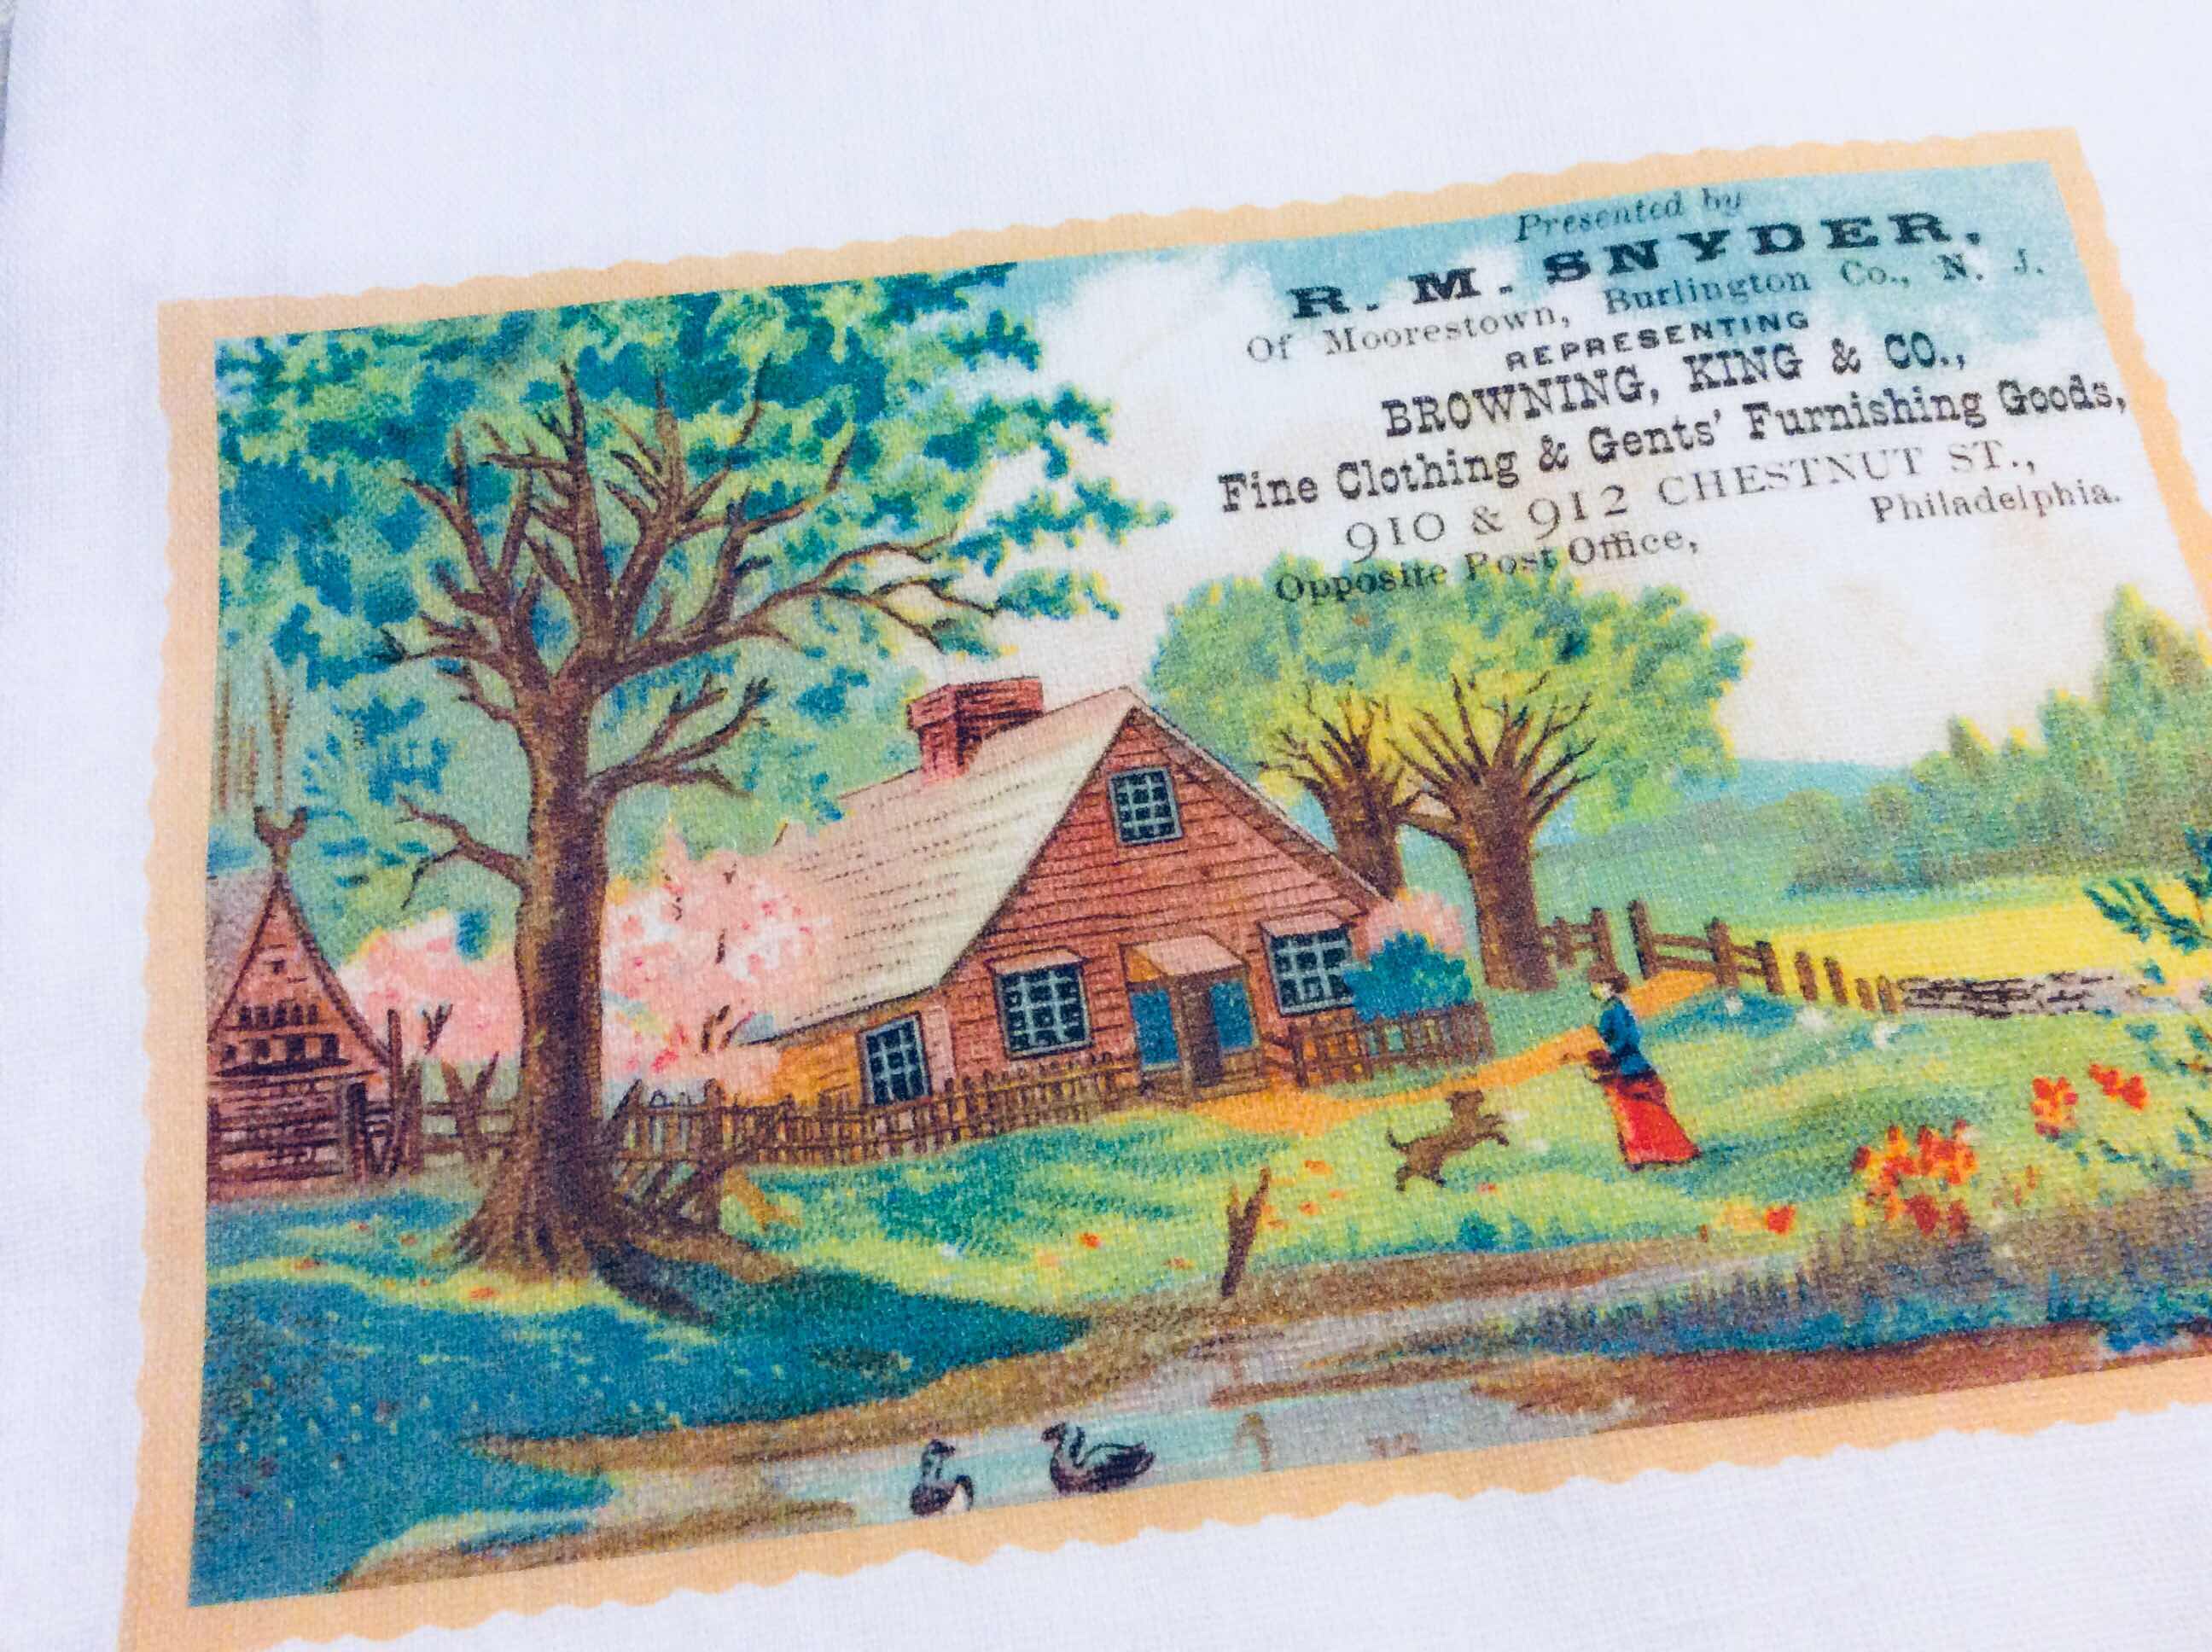 Presented by
R. M. SNYDER,
Of Moorestown, Burlington Co., N. J.
REPRESENTING
BROWNING, KING & CO.,
Fine Clothing & Gents' Furnishing Goods,
910 & 912 CHESTNUT ST.,
Opposite Post Office, Philadelphia.